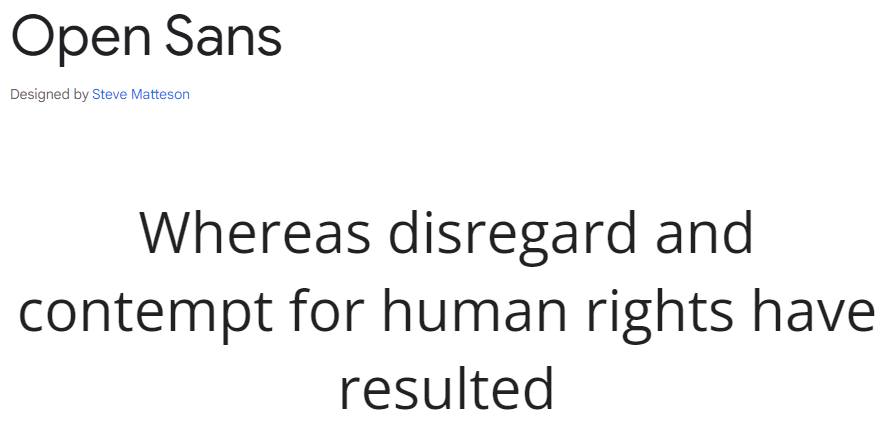 Open Sans
Designed by Steve Matteson
Whereas disregard and
contempt for human rights have
resulted